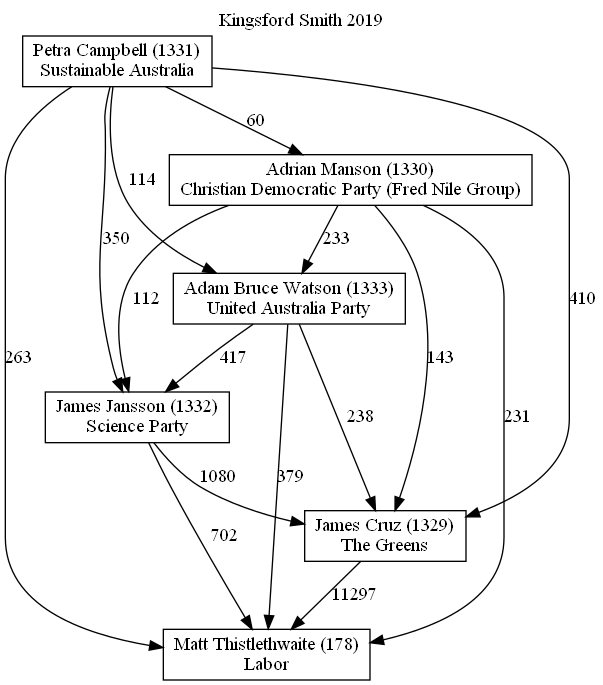 Kingsford Smith 2019
Petra Campbell (1331)
Sustainable Australia
60
Adrian Manson (1330)
Christian Democratic Party (Fred Nile Group)
114
350
233
Adam Bruce Watson (1333)
United Australia Party
112
410
263
417
143
James Jansson (1332)
Science Party
238
231
1080
379
James Cruz (1329)
The Greens
702
11297
Matt Thistlethwaite (178)
Labor